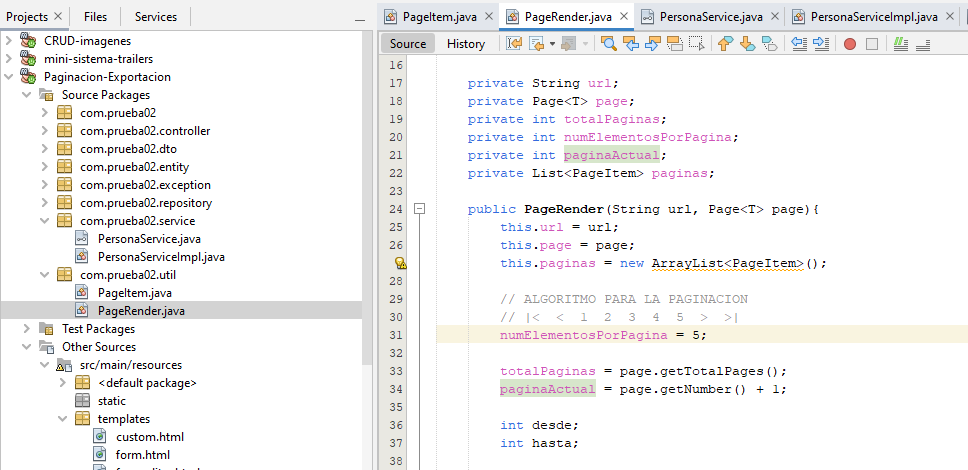 Projects
Files
Services
CRUD-imagenes
mini-sistema-trailers
Paginacion-Exportacion
Source Packages
com.prueba02
com.prueba02.controller
com.prueba02.dto
com.prueba02.entity
com.prueba02.exception
com.prueba02.repository
com.prueba02.service
PersonaService.java
PersonaServiceImpl.java
com.prueba02.util
PageItem.java
PageRender.java
Test Packages
Other Sources
src/main/resources
<default package>
static
templates
custom.html
form.html
PageItem.java
PageRender.java
PersonaService.java
PersonaServiceImpl.java
Source
History
16
17 private String url;
18 private Page<T> page;
19 private int totalPaginas;
20 private int numElementosPorPagina;
21 private int paginaActual;
22 private List<PageItem> paginas;
23
24 public PageRender(String url, Page<T> page){
25 this.url = url;
26 this.page = page;
this.paginas = new ArrayList<PageItem>();
28
29 // ALGORITMO PARA LA PAGINACION
30 // |< < 1 2 3 4 5 > >|
31 numElementosPorPagina = 5;
32
33 totalPaginas = page.getTotalPages();
34 paginaActual = page.getNumber() + 1;
35
36 int desde;
37 int hasta;
38